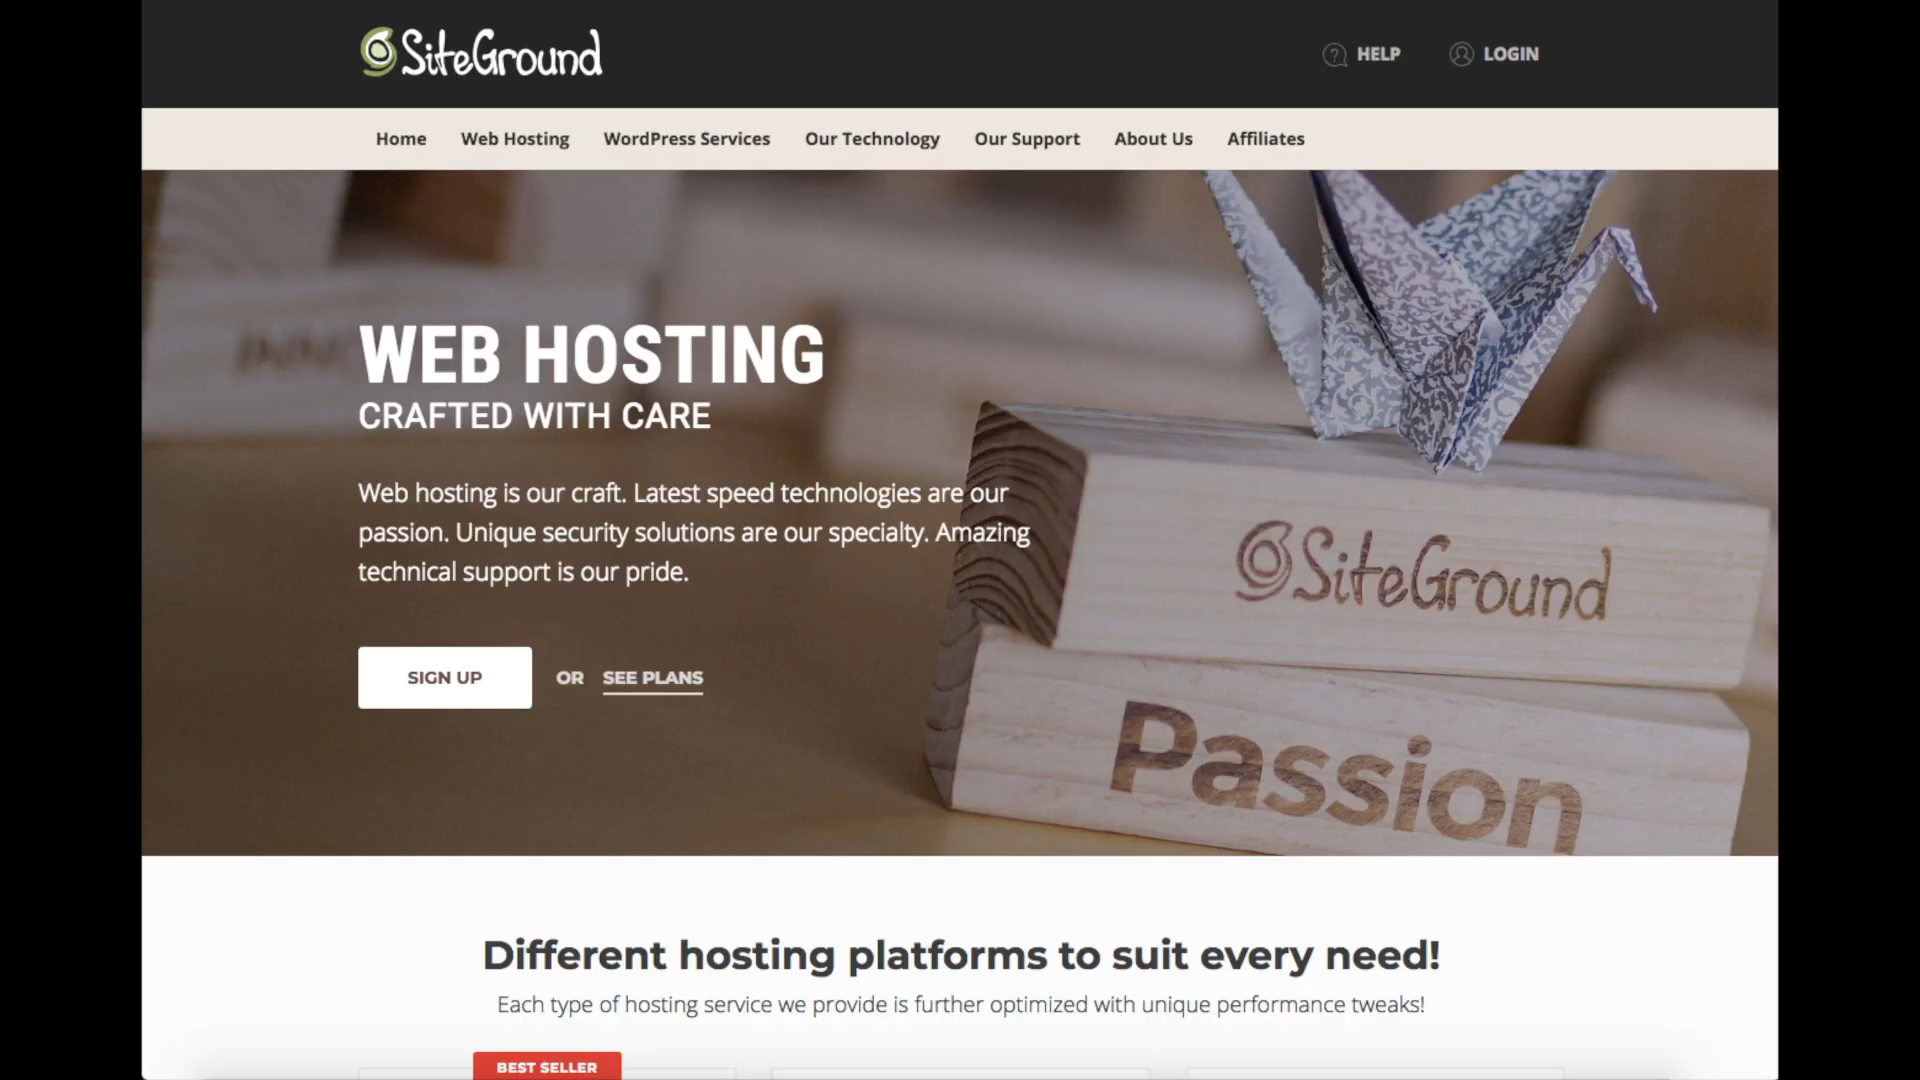 SiteGround
HELP
LOGIN
Home
Web Hosting
WordPress Services
Our Technology
Our Support
About Us
Affiliates
WEB HOSTING
CRAFTED WITH CARE
Web hosting is our craft. Latest speed technologies are our
passion. Unique security solutions are our specialty. Amazing
technical support is our pride.
SIGN UP
OR
SEE PLANS
SiteGround
Passion
Different hosting platforms to suit every need!
Each type of hosting service we provide is further optimized with unique performance tweaks!
BEST SELLER